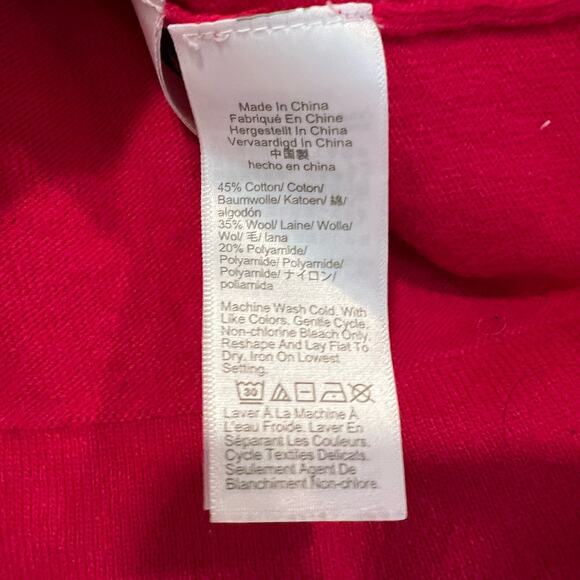 Made In China
Fabriqué En Chine
Hergestellt In China
Vervaardigd In China
中国製
hecho en china
45% Cotton/ Coton/
Baumwolle/ Katoen/ 綿/
algodón
35% Wool/ Laine/ Wolle/
Wol/ 毛/ lana
20% Polyamide/
Polyamide/ Polyamide/
Polyamide/ ナイロン/
poliamida
Machine Wash Cold. With
Like Colors. Gentle Cycle.
Non-chlorine Bleach Only.
Reshape And Lay Flat To
Dry. Iron On Lowest
Setting.
30
Laver À La Machine À
L'eau Froide. Laver En
Séparant Les Couleurs.
Cycle Textiles Delicats.
Seulement Agent De
Blanchiment Non-chlore.